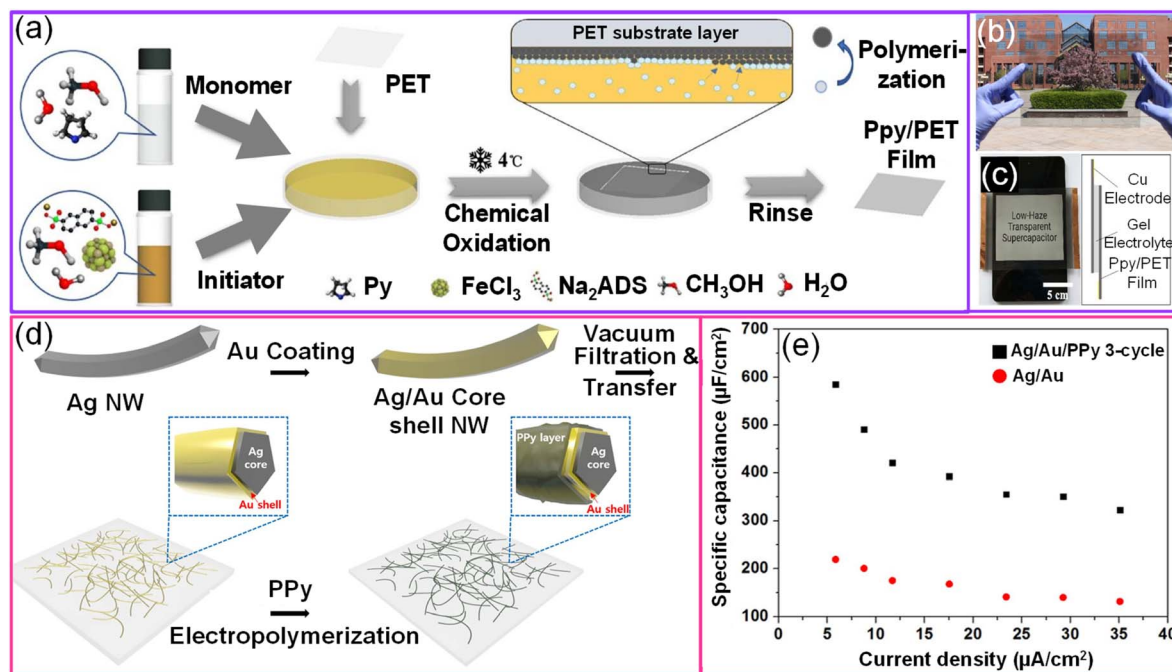 (a)
Monomer
PET
PET substrate layer
Polymeri-
zation
4℃
Chemical
Oxidation
Ppy/PET
Film
Rinse
Initiator
Py
FeCl₃
Na₂ADS
CH₃OH
H₂O
(b)
(c)
Low-Haze
Transparent
Supercapacitor
5 cm
Cu
Electrode
Gel
Electrolyte
Ppy/PET
Film
(d)
Ag NW
Au Coating
Ag/Au Core
shell NW
Vacuum
Filtration &
Transfer
Ag
core
Au shell
PPy layer
Ag
core
Au shell
PPy
Electropolymerization
(e)
Ag/Au/PPy 3-cycle
Ag/Au
Specific capacitance (μF/cm²)
700
600
500
400
300
200
100
0
5
10
15
20
25
30
35
40
Current density (μA/cm²)